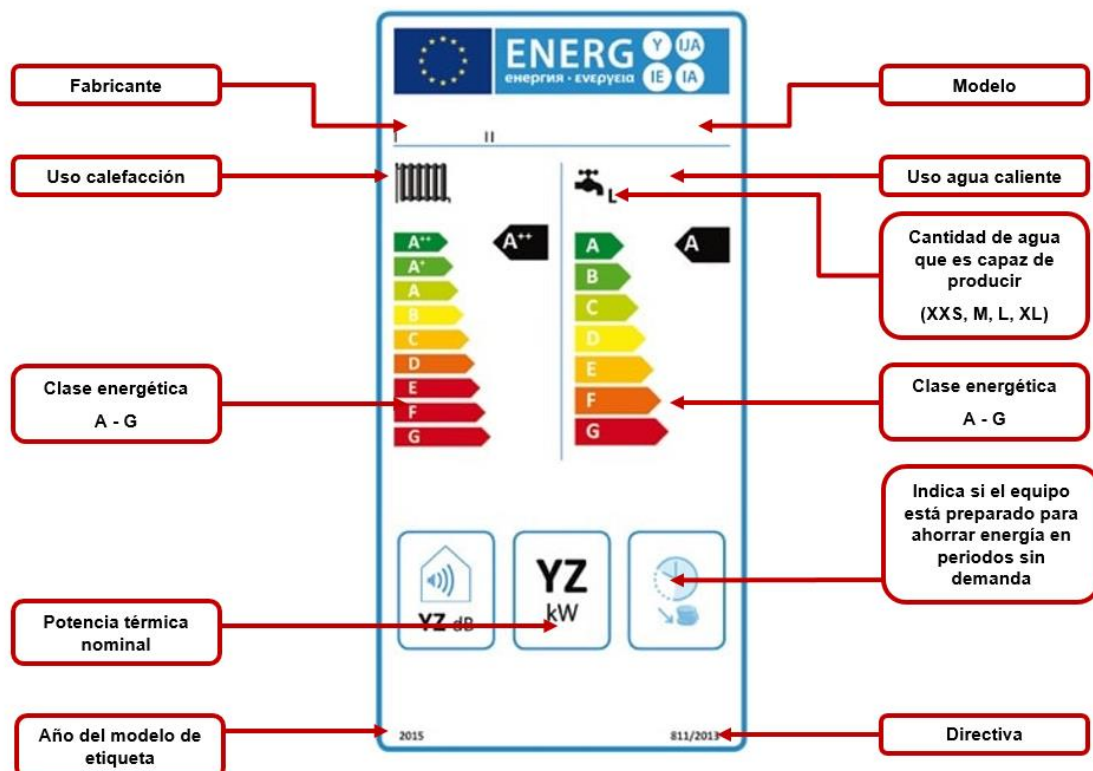 ENERG Y IJA
енергия · ενεργεια IE IA
Fabricante
Modelo
I II
Uso calefacción
Uso agua caliente
L
Cantidad de agua
que es capaz de
producir
(XXS, M, L, XL)
A++ A++
A+
A
B
C
D
E
F
G
A A
B
C
D
E
F
G
Clase energética
A - G
Clase energética
A - G
Indica si el equipo
está preparado para
ahorrar energía en
periodos sin
demanda
YZ dB
YZ
kW
Potencia térmica
nominal
Año del modelo de
etiqueta
2015
811/2013
Directiva